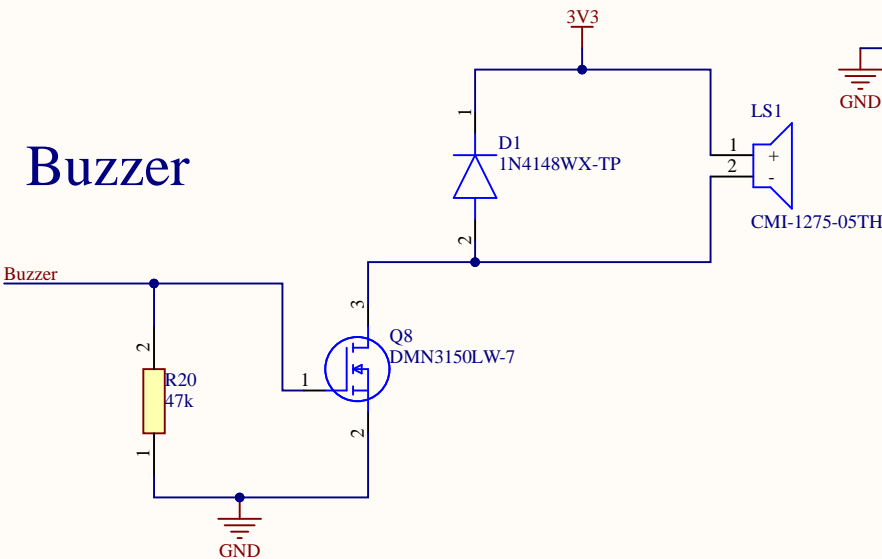 3V3
GND
LS1
1
D1
1N4148WX-TP
1
+
2
-
Buzzer
CMI-1275-05TH
2
Buzzer
3
Q8
DMN3150LW-7
2
R20
47k
1
2
1
GND